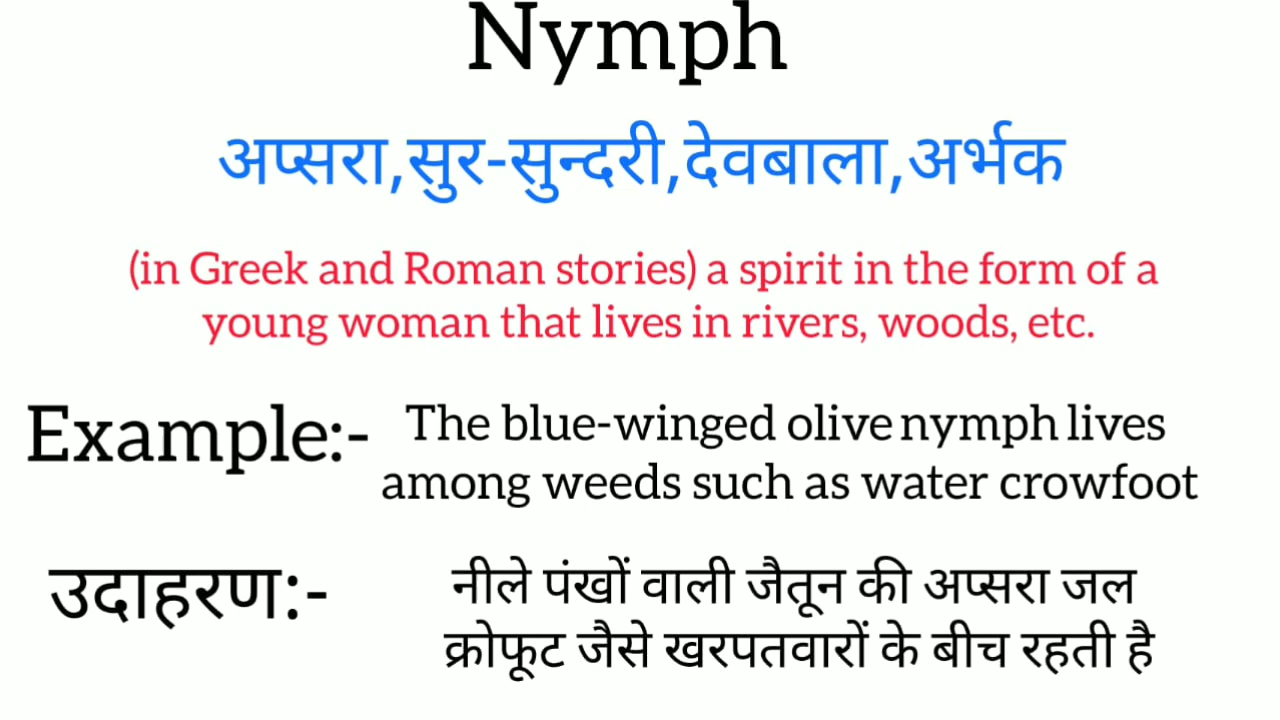 Nymph
अप्सरा,सुर-सुन्दरी,देवबाला,अर्भक
(in Greek and Roman stories) a spirit in the form of a
young woman that lives in rivers, woods, etc.
Example:- The blue-winged olive nymph lives
among weeds such as water crowfoot
उदाहरण:- नीले पंखों वाली जैतून की अप्सरा जल
क्रोफूट जैसे खरपतवारों के बीच रहती है